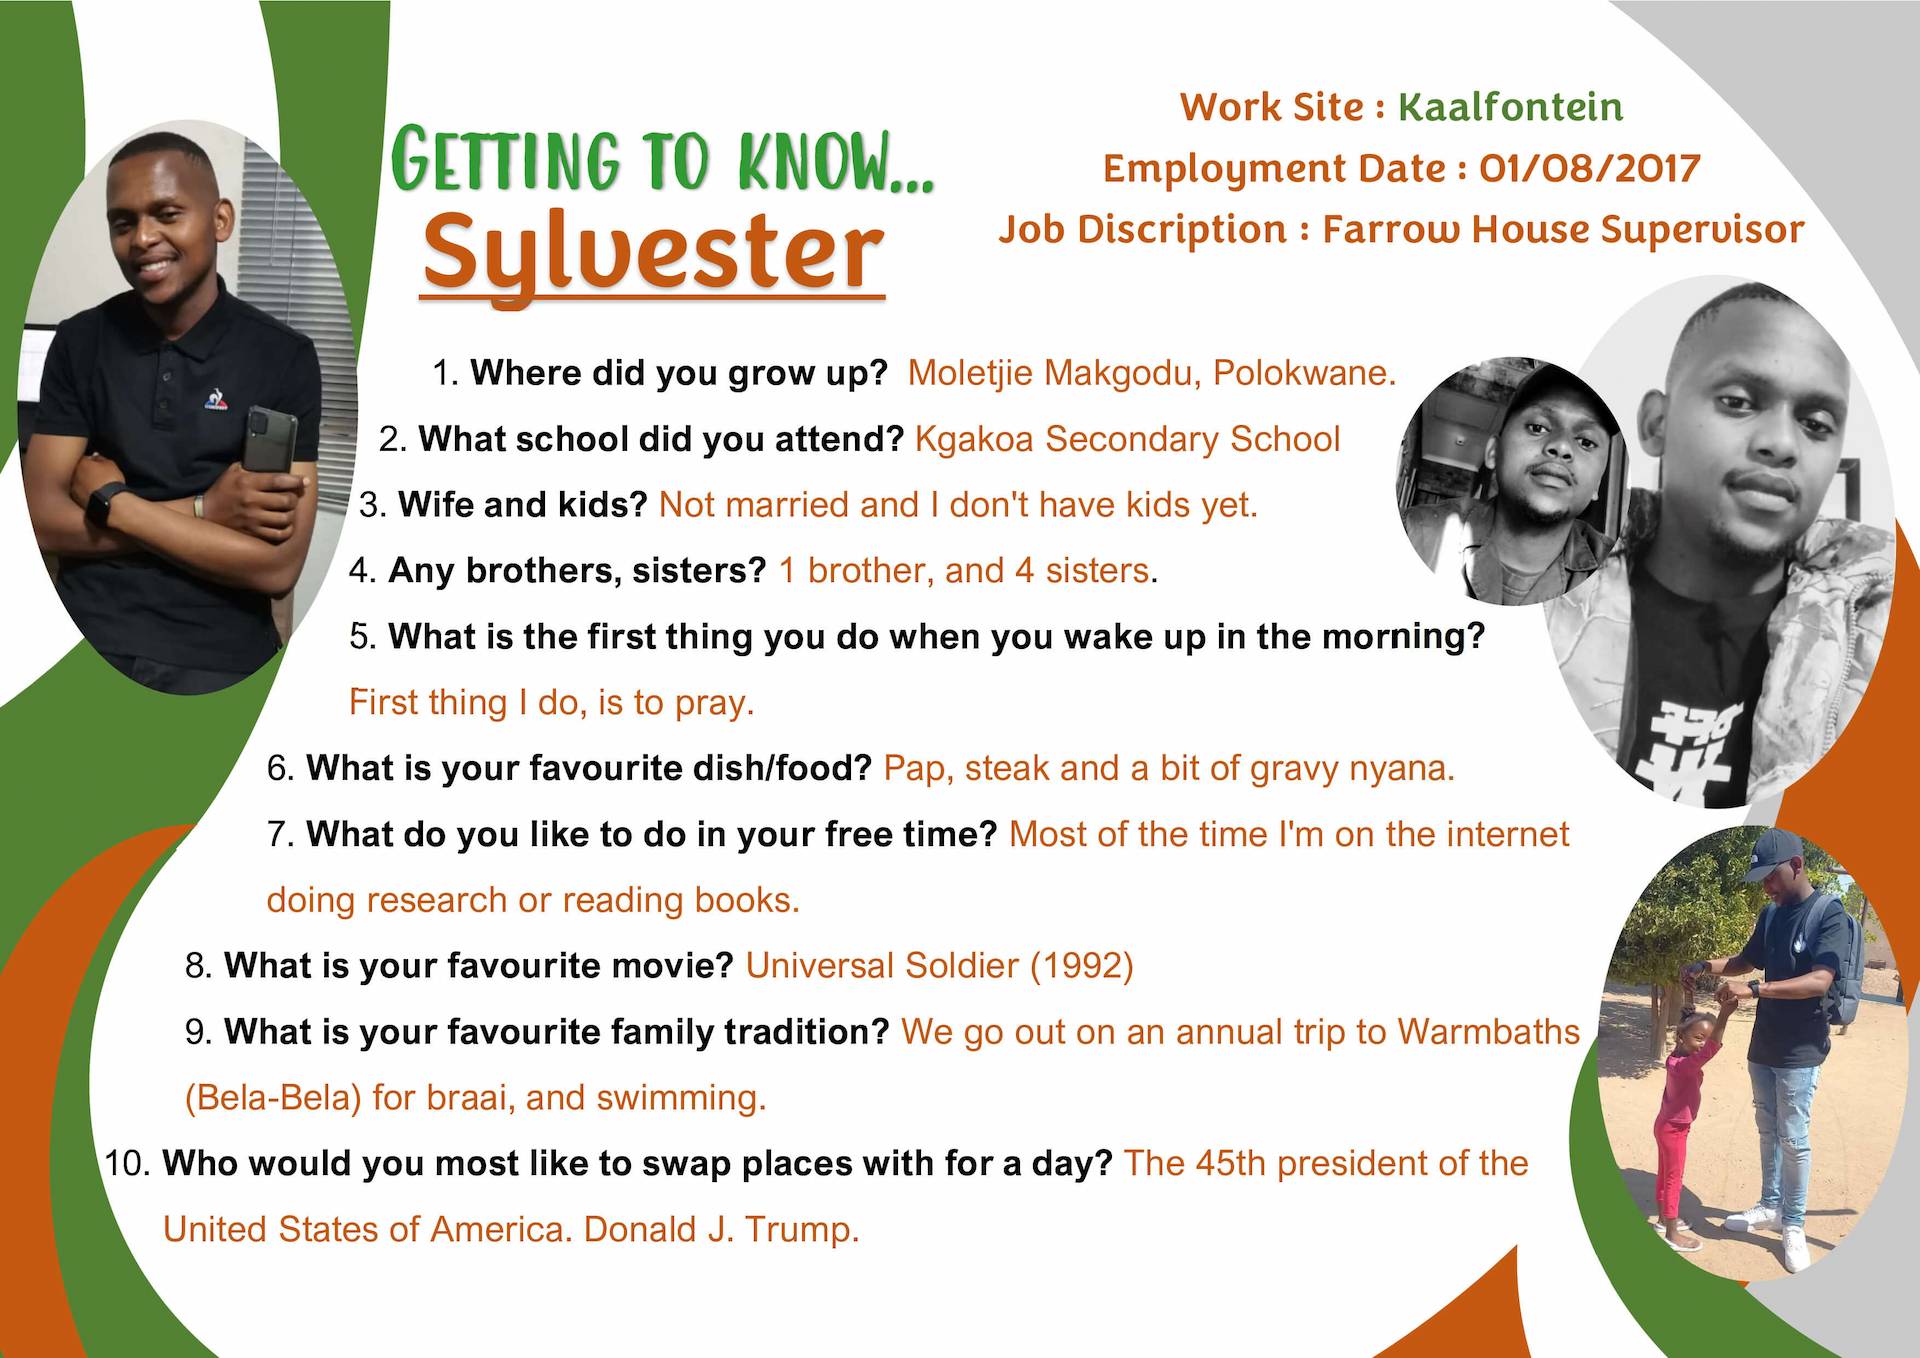 GETTING TO KNOW...
Sylvester
Work Site : Kaalfontein
Employment Date : 01/08/2017
Job Discription : Farrow House Supervisor
1. Where did you grow up? Moletjie Makgodu, Polokwane.
2. What school did you attend? Kgakoa Secondary School
3. Wife and kids? Not married and I don't have kids yet.
4. Any brothers, sisters? 1 brother, and 4 sisters.
5. What is the first thing you do when you wake up in the morning?
First thing I do, is to pray.
6. What is your favourite dish/food? Pap, steak and a bit of gravy nyana.
7. What do you like to do in your free time? Most of the time I'm on the internet
doing research or reading books.
8. What is your favourite movie? Universal Soldier (1992)
9. What is your favourite family tradition? We go out on an annual trip to Warmbaths
(Bela-Bela) for braai, and swimming.
10. Who would you most like to swap places with for a day? The 45th president of the
United States of America. Donald J. Trump.